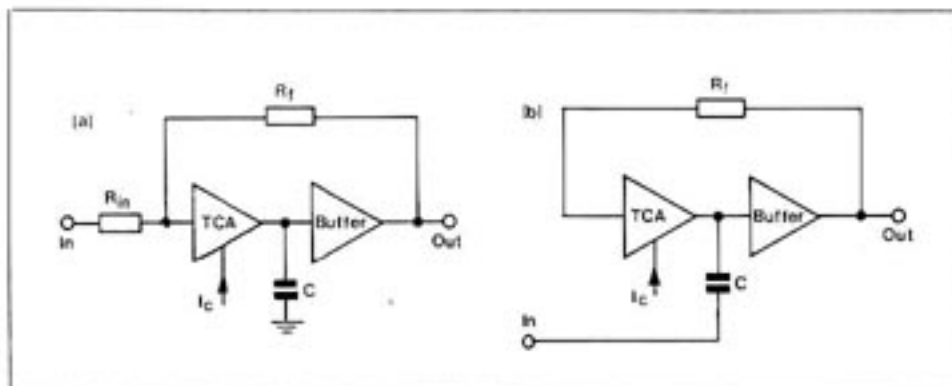 (a)
Rf
Rin
TCA
Buffer
In
Out
Ic
C
(b)
Rf
TCA
Buffer
Out
Ic
C
In